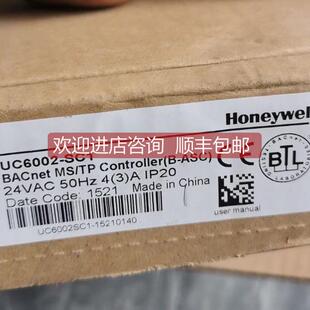 Honeywell
UC6002-SC1
欢迎进店咨询 顺丰包邮
BACnet MS/TP Controller(B-ASC)
24VAC 50Hz 4(3)A IP20
Date Code: 1521 Made in China
CE
BTL
user manual
UC6002SC1-15210140